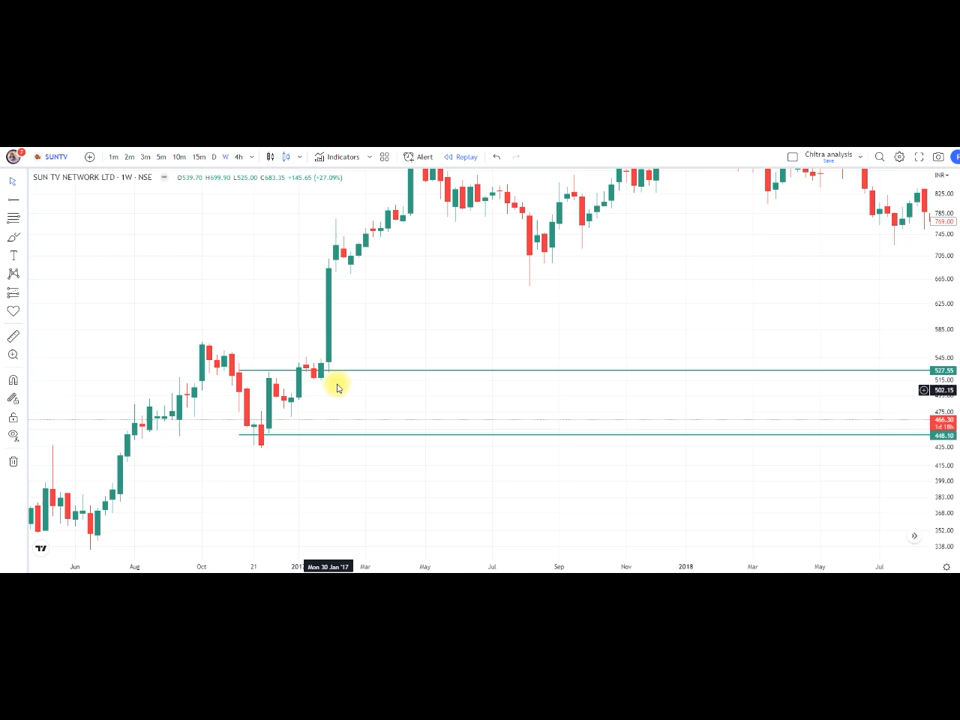 7
SUNTV
1m 2m 3m 5m 10m 15m D W 4h
Indicators
Alert
Replay
Chitra analysis
Save
SUN TV NETWORK LTD · 1W · NSE
O539.70 H699.90 L525.00 C683.35 +145.65 (+27.09%)
INR
825.00
785.00
769.00
745.00
705.00
665.00
625.00
585.00
545.00
527.55
515.00
502.15
475.00
466.30
1d 18h
448.10
435.00
415.00
399.00
383.00
368.00
352.00
338.00
Jun Aug Oct 21 Mon 30 Jan '17 Mar May Jul Sep Nov 2018 Mar May Jul